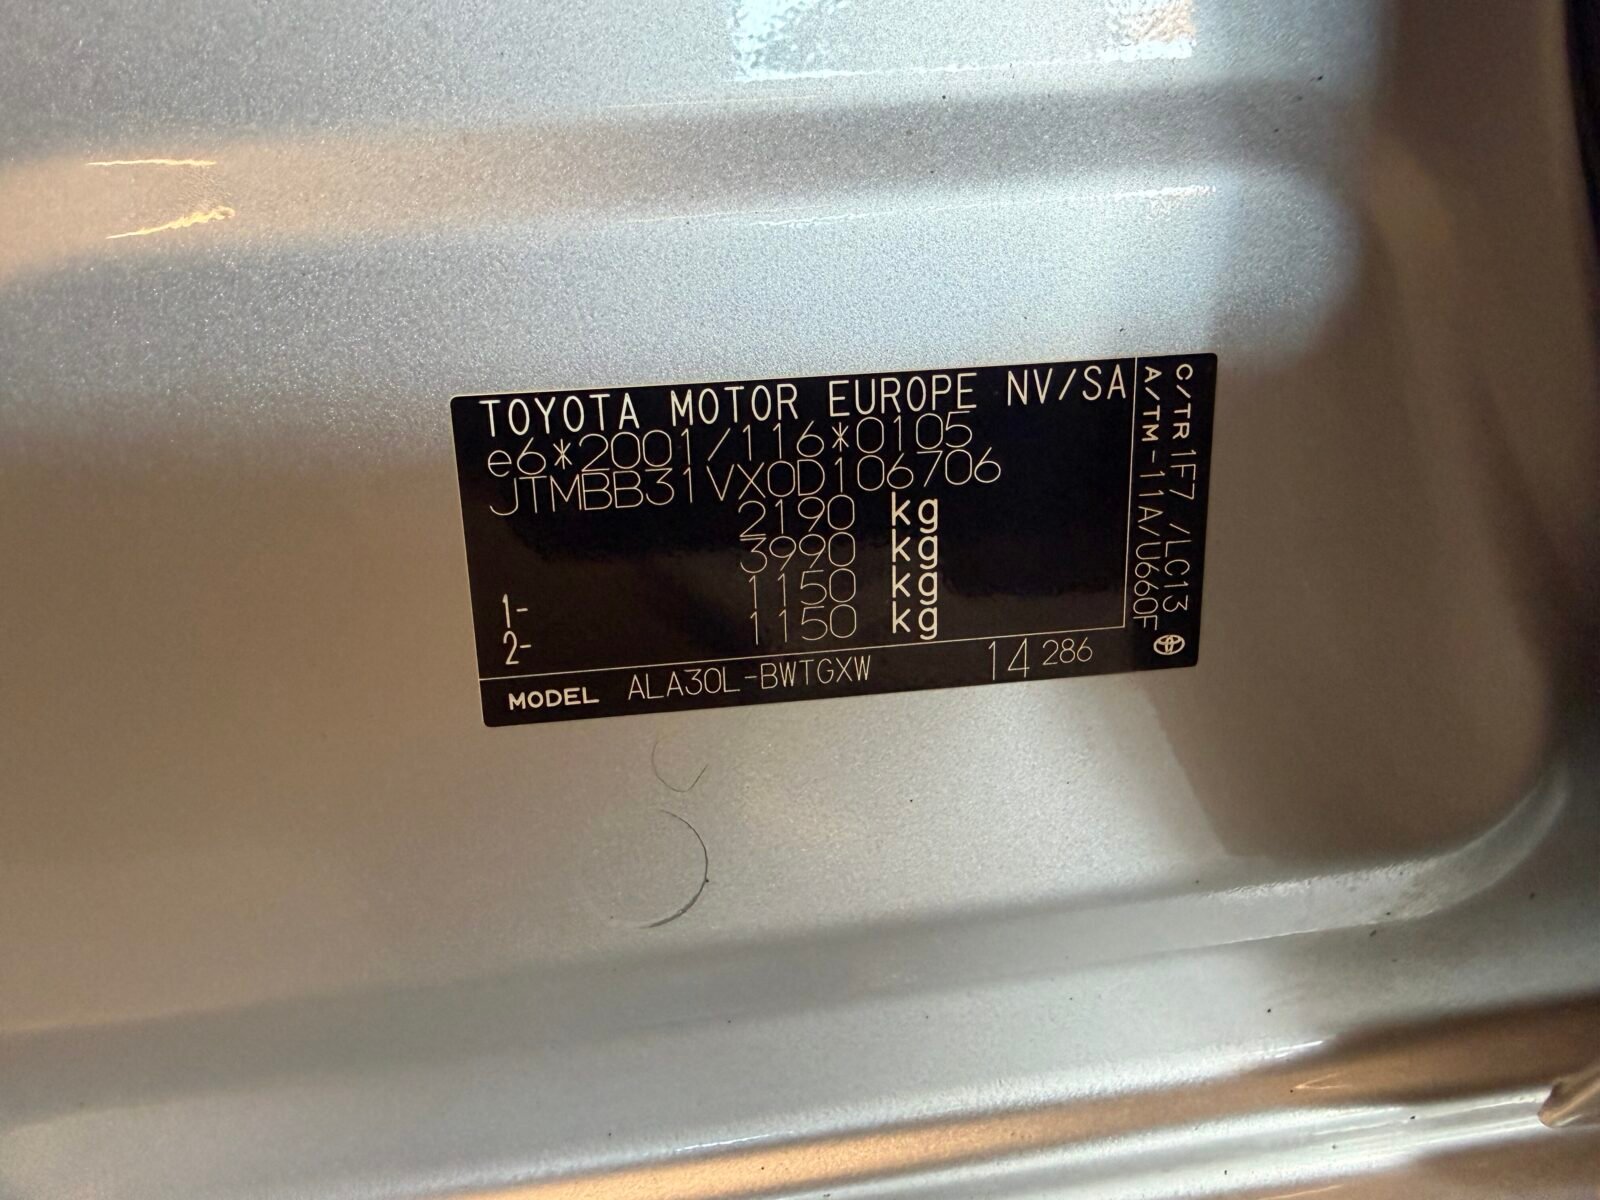 TOYOTA MOTOR EUROPE NV/SA
e6*2001/116*0105
JTMBB31VX0D106706
2190 kg
3990 kg
1- 1150 kg
2- 1150 kg
MODEL ALA30L-BWTGXW 14 286
C/TR 1F7 /LC13
A/TM-11A/U660F